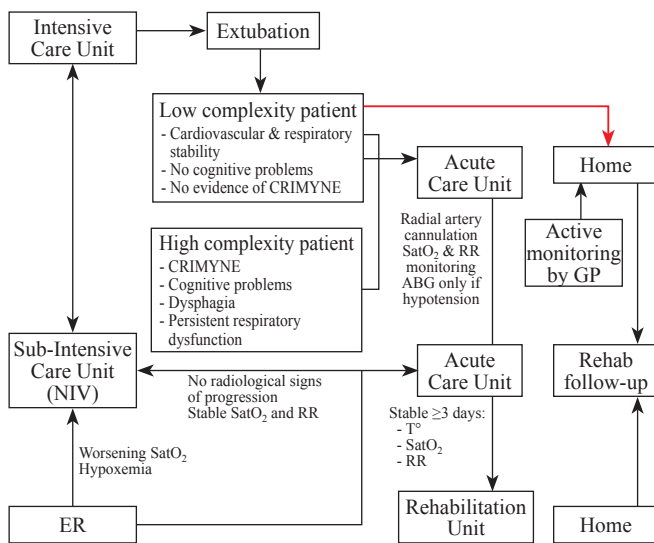 Intensive
Care Unit
Extubation
Low complexity patient
- Cardiovascular & respiratory
stability
- No cognitive problems
- No evidence of CRIMYNE
Acute
Care Unit
Home
Radial artery
cannulation
SatO₂ & RR
monitoring
ABG only if
hypotension
Active
monitoring
by GP
High complexity patient
- CRIMYNE
- Cognitive problems
- Dysphagia
- Persistent respiratory
dysfunction
Sub-Intensive
Care Unit
(NIV)
No radiological signs
of progression
Stable SatO₂ and RR
Acute
Care Unit
Rehab
follow-up
Stable ≥3 days:
- T°
- SatO₂
- RR
Worsening SatO₂
Hypoxemia
ER
Rehabilitation
Unit
Home